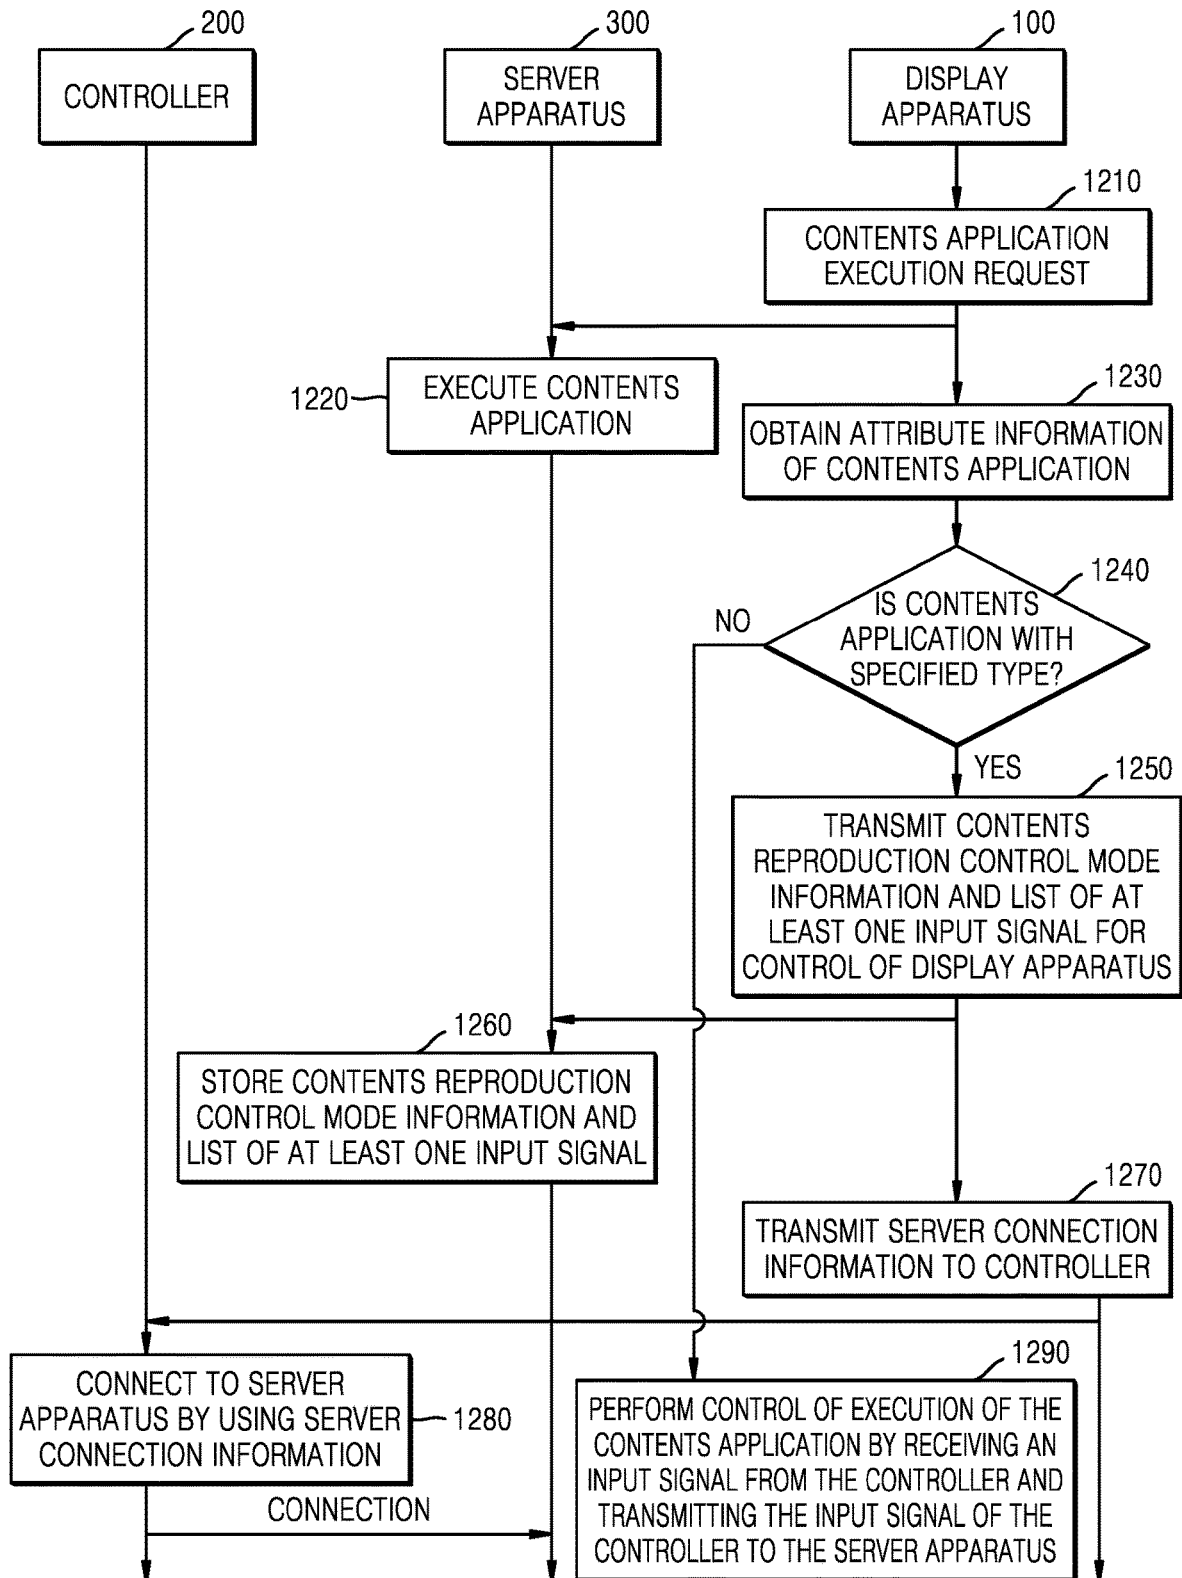 200
300
100
CONTROLLER
SERVER
APPARATUS
DISPLAY
APPARATUS
1210
CONTENTS APPLICATION
EXECUTION REQUEST
1220
EXECUTE CONTENTS
APPLICATION
1230
OBTAIN ATTRIBUTE INFORMATION
OF CONTENTS APPLICATION
1240
IS CONTENTS
APPLICATION WITH
SPECIFIED TYPE?
NO
YES
1250
TRANSMIT CONTENTS
REPRODUCTION CONTROL MODE
INFORMATION AND LIST OF AT
LEAST ONE INPUT SIGNAL FOR
CONTROL OF DISPLAY APPARATUS
1260
STORE CONTENTS REPRODUCTION
CONTROL MODE INFORMATION AND
LIST OF AT LEAST ONE INPUT SIGNAL
1270
TRANSMIT SERVER CONNECTION
INFORMATION TO CONTROLLER
CONNECT TO SERVER
APPARATUS BY USING SERVER
CONNECTION INFORMATION
1280
CONNECTION
1290
PERFORM CONTROL OF EXECUTION OF THE
CONTENTS APPLICATION BY RECEIVING AN
INPUT SIGNAL FROM THE CONTROLLER AND
TRANSMITTING THE INPUT SIGNAL OF THE
CONTROLLER TO THE SERVER APPARATUS